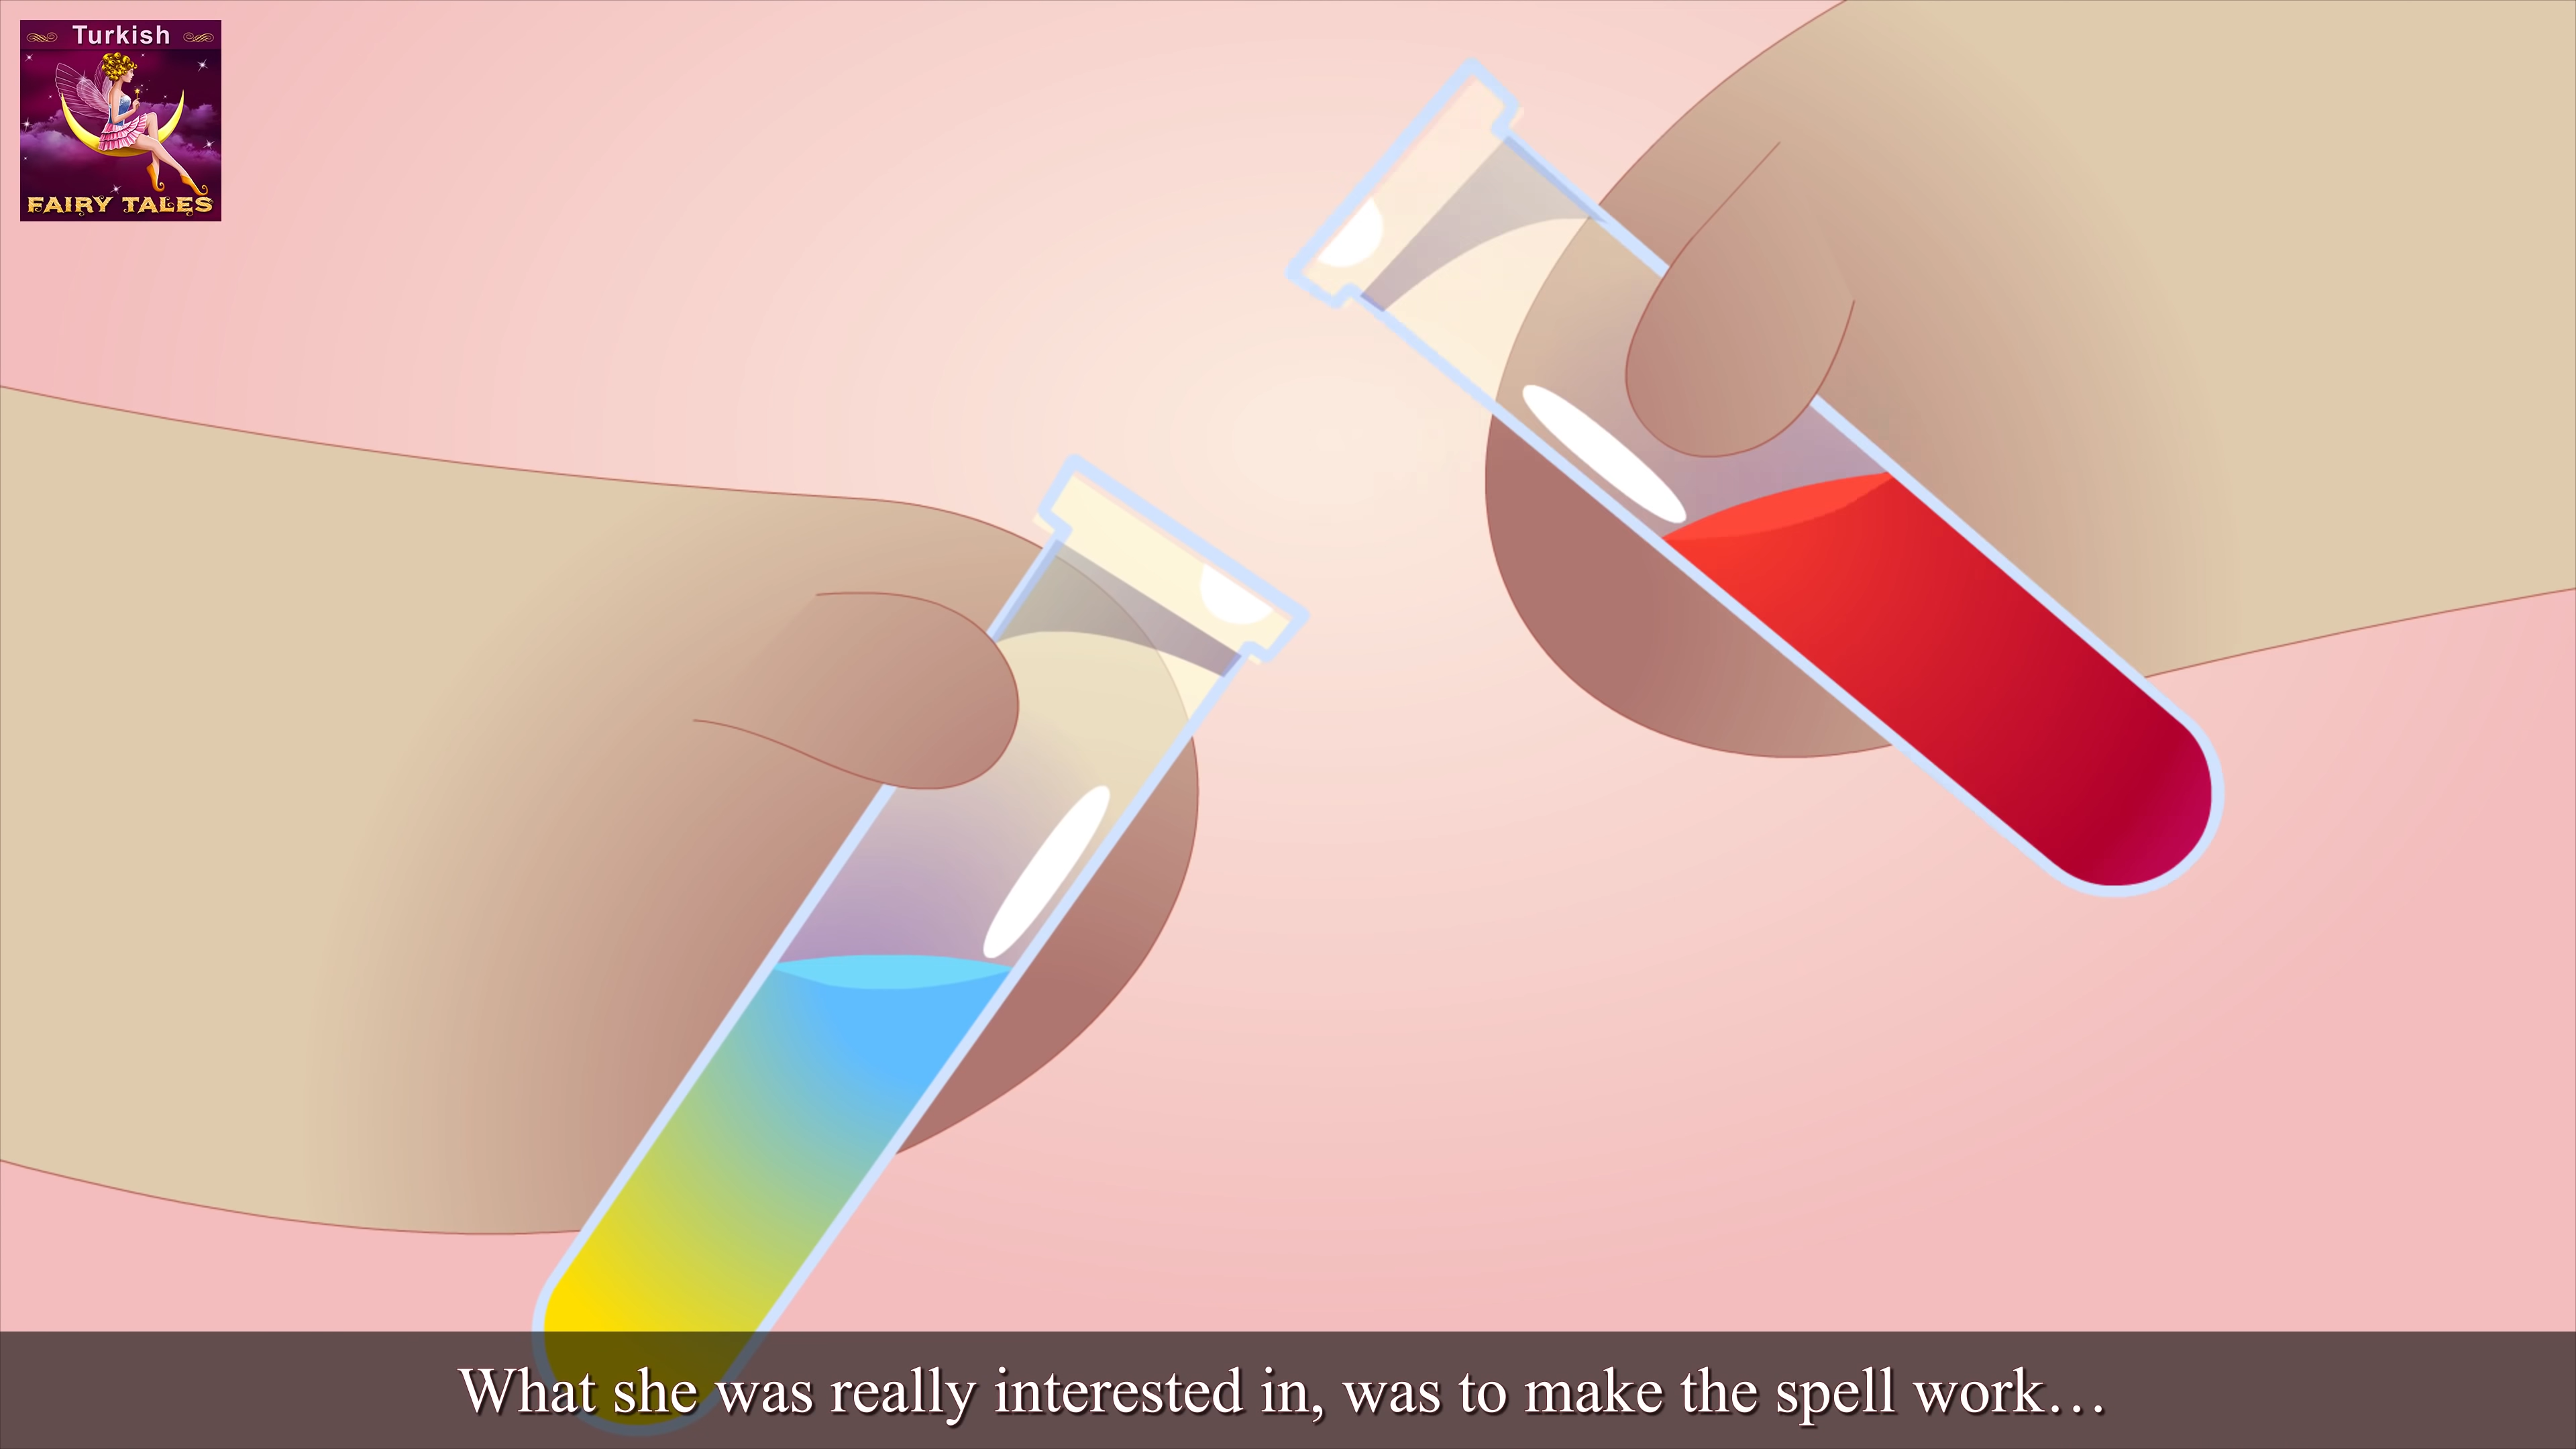 Turkish
FAIRY TALES
What she was really interested in, was to make the spell work…